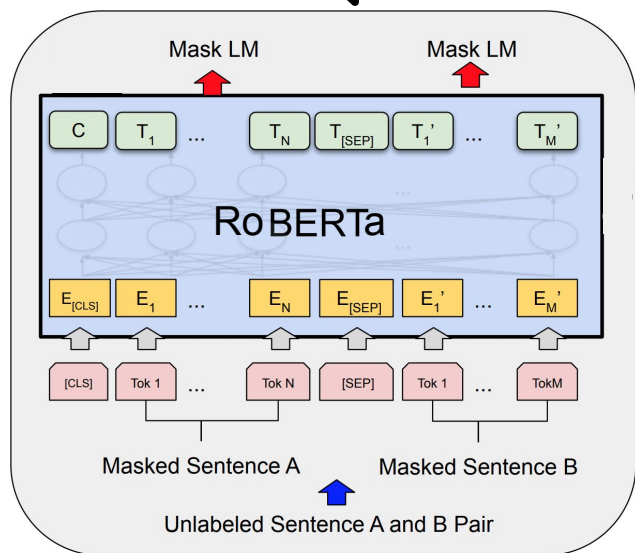 Mask LM Mask LM
C T1 ... TN T[SEP] T1' ... TM'
...
RoBERTa
...
E[CLS] E1 ... EN E[SEP] E1' ... EM'
[CLS] Tok 1 ... Tok N [SEP] Tok 1 ... TokM
Masked Sentence A Masked Sentence B
Unlabeled Sentence A and B Pair